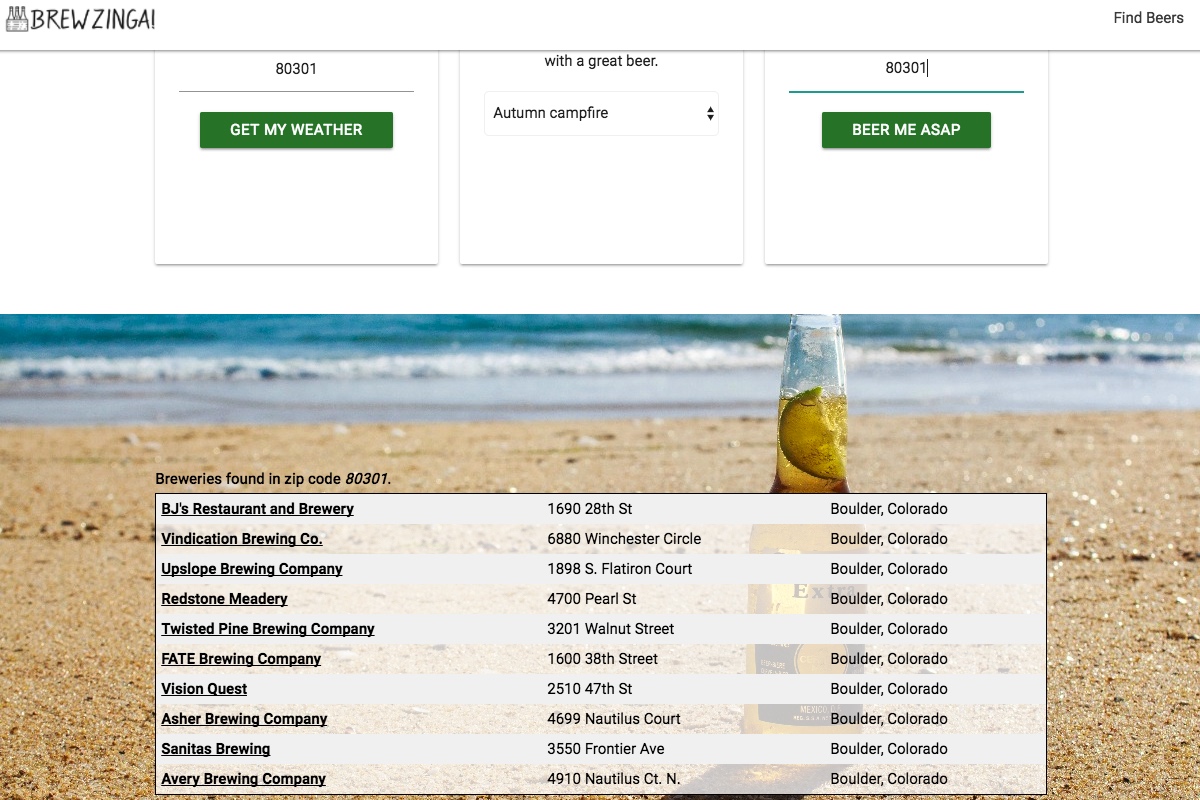 BREWZINGA!
Find Beers
80301
GET MY WEATHER
with a great beer.
Autumn campfire
80301
BEER ME ASAP
Breweries found in zip code 80301.
BJ's Restaurant and Brewery 1690 28th St Boulder, Colorado
Vindication Brewing Co. 6880 Winchester Circle Boulder, Colorado
Upslope Brewing Company 1898 S. Flatiron Court Boulder, Colorado
Redstone Meadery 4700 Pearl St Boulder, Colorado
Twisted Pine Brewing Company 3201 Walnut Street Boulder, Colorado
FATE Brewing Company 1600 38th Street Boulder, Colorado
Vision Quest 2510 47th St Boulder, Colorado
Asher Brewing Company 4699 Nautilus Court Boulder, Colorado
Sanitas Brewing 3550 Frontier Ave Boulder, Colorado
Avery Brewing Company 4910 Nautilus Ct. N. Boulder, Colorado
Extra